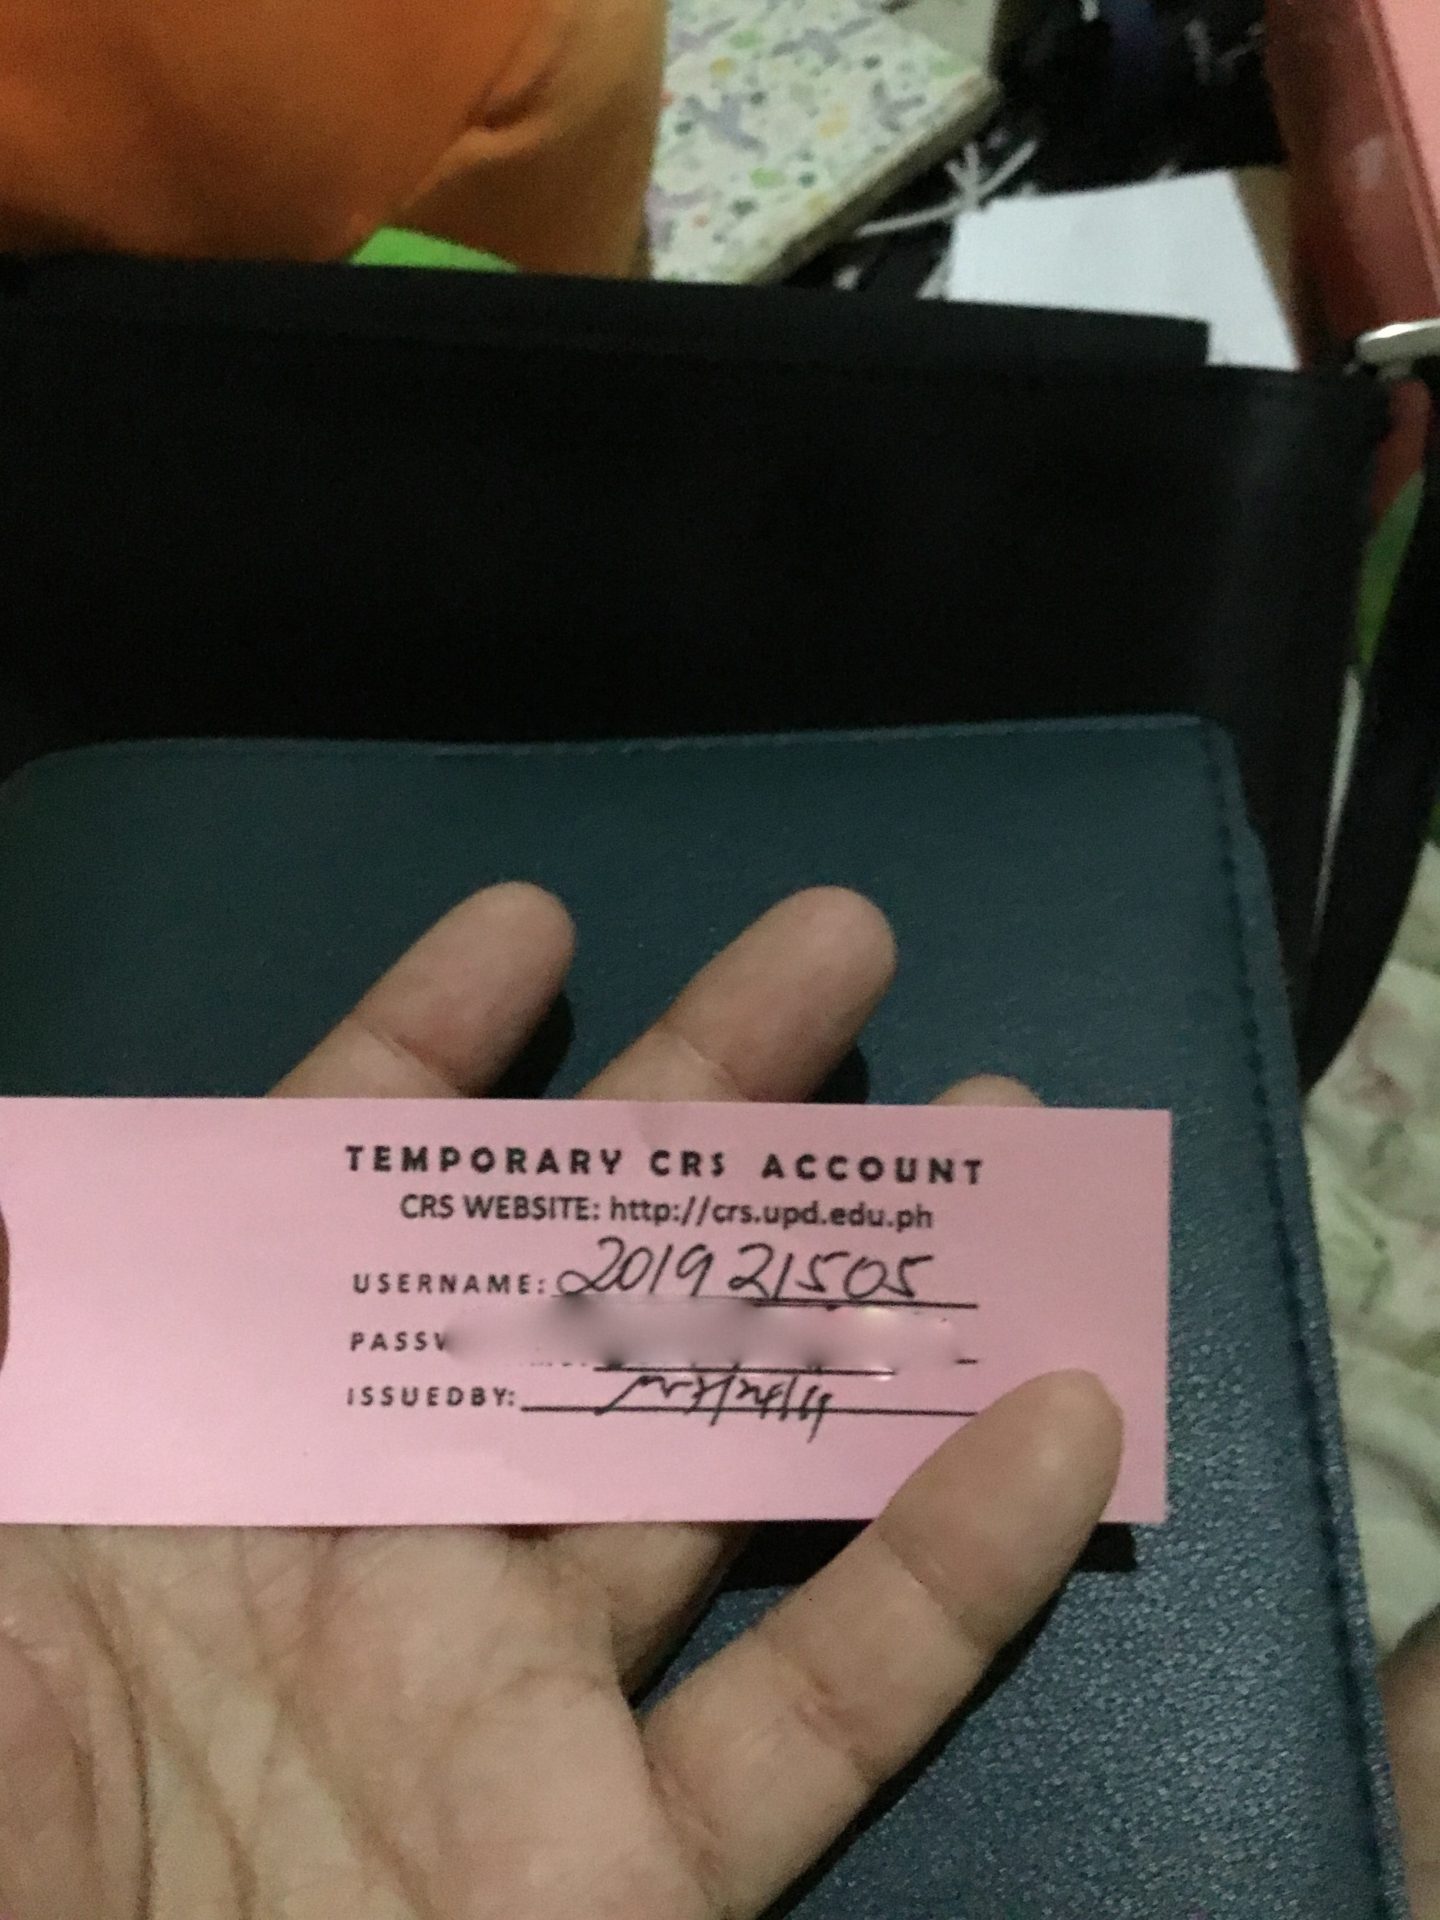 TEMPORARY CRS ACCOUNT
CRS WEBSITE: http://crs.upd.edu.ph
USERNAME: 201921505
ISSUEDBY: